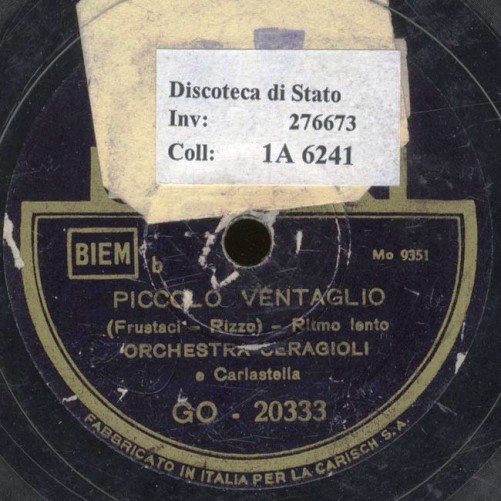 Discoteca di Stato
Inv: 276673
Coll: 1A 6241
BIEM b Mo 9351
PICCOLO VENTAGLIO
(Frustaci - Rizzo) - Ritmo lento
ORCHESTRA CERAGIOLI
e Carlastella
GO - 20333
FABBRICATO IN ITALIA PER LA CARISCH S.A.